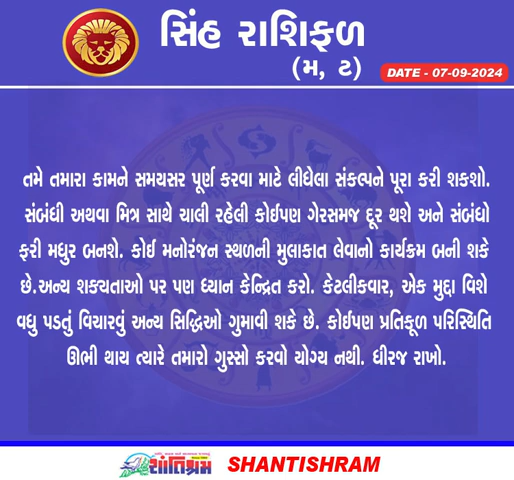 સિંહ રાશિફળ
(મ, ટ)
DATE - 07-09-2024
તમે તમારા કામને સમયસર પૂર્ણ કરવા માટે લીધેલા સંકલ્પને પૂરા કરી શકશો.
સંબંધી અથવા મિત્ર સાથે ચાલી રહેલી કોઈપણ ગેરસમજ દૂર થશે અને સંબંધો
ફરી મધુર બનશે. કોઈ મનોરંજન સ્થળની મુલાકાત લેવાનો કાર્યક્રમ બની શકે
છે.અન્ય શક્યતાઓ પર પણ ધ્યાન કેન્દ્રિત કરો. કેટલીકવાર, એક મુદ્દા વિશે
વધુ પડતું વિચારવું અન્ય સિદ્ધિઓ ગુમાવી શકે છે. કોઈપણ પ્રતિકૂળ પરિસ્થિતિ
ઊભી થાય ત્યારે તમારો ગુસ્સો કરવો યોગ્ય નથી. ધીરજ રાખો.
શાંતિશ્રમ
SHANTISHRAM